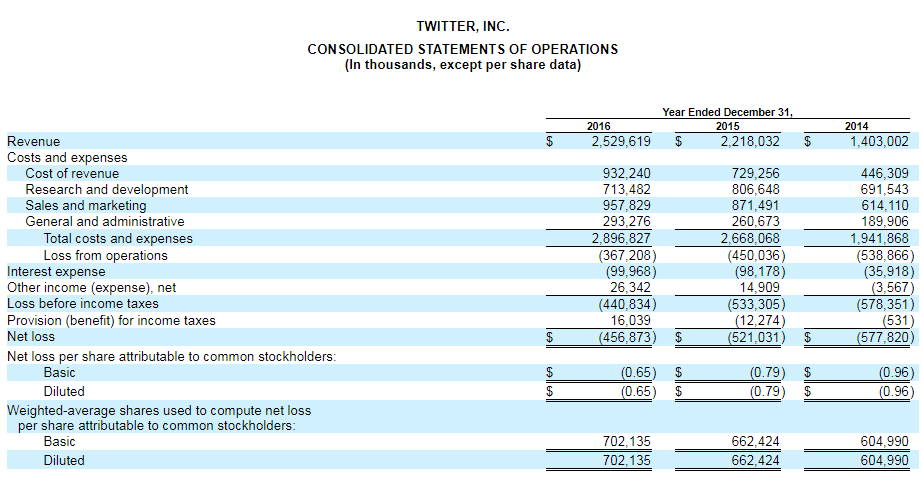 TWITTER, INC.
CONSOLIDATED STATEMENTS OF OPERATIONS
(In thousands, except per share data)
Year Ended December 31,
2016 2015 2014
Revenue $ 2,529,619 $ 2,218,032 $ 1,403,002
Costs and expenses
Cost of revenue 932,240 729,256 446,309
Research and development 713,482 806,648 691,543
Sales and marketing 957,829 871,491 614,110
General and administrative 293,276 260,673 189,906
Total costs and expenses 2,896,827 2,668,068 1,941,868
Loss from operations (367,208) (450,036) (538,866)
Interest expense (99,968) (98,178) (35,918)
Other income (expense), net 26,342 14,909 (3,567)
Loss before income taxes (440,834) (533,305) (578,351)
Provision (benefit) for income taxes 16,039 (12,274) (531)
Net loss $ (456,873) $ (521,031) $ (577,820)
Net loss per share attributable to common stockholders:
Basic $ (0.65) $ (0.79) $ (0.96)
Diluted $ (0.65) $ (0.79) $ (0.96)
Weighted-average shares used to compute net loss
per share attributable to common stockholders:
Basic 702,135 662,424 604,990
Diluted 702,135 662,424 604,990